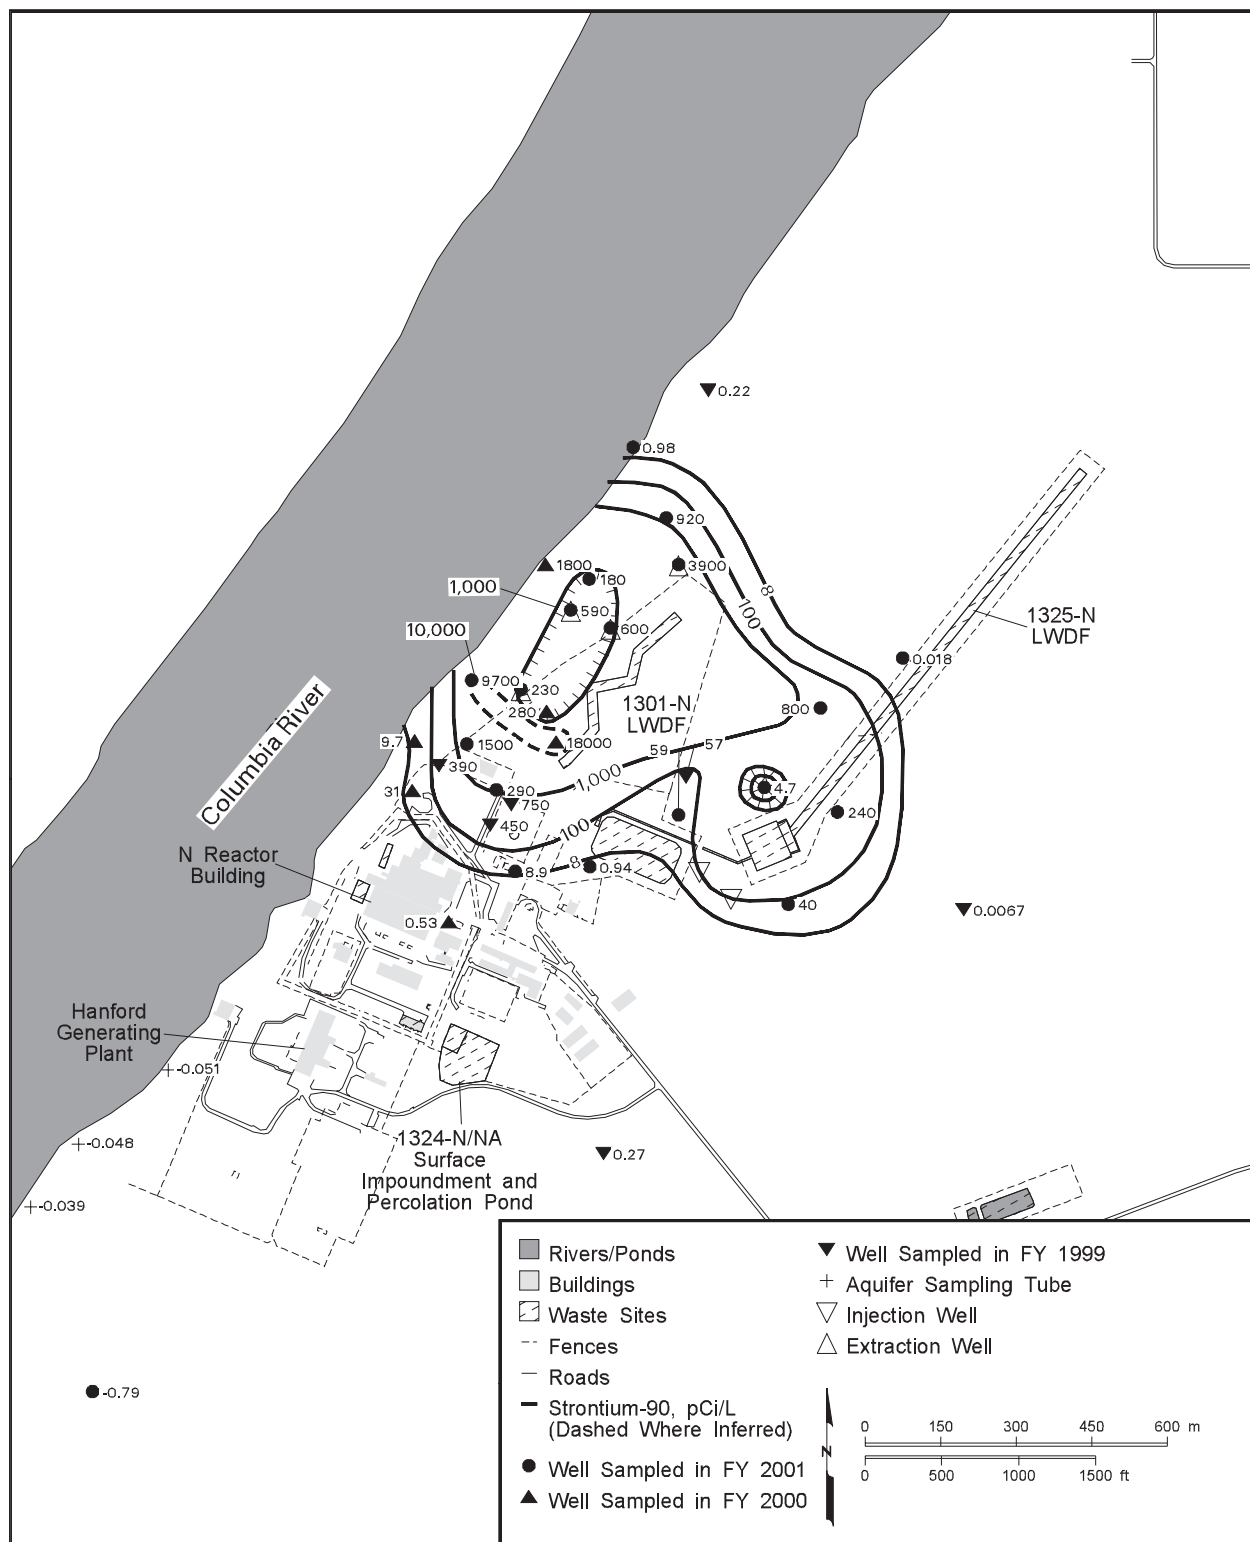 0.22
0.98
920
1800
3900
180
1,000
590
8
100
600
10,000
1325-N
LWDF
0.018
9700
230
1301-N
LWDF
280
800
Columbia River
9.7
1500
18000
59
57
390
1,000
31
290
750
4.7
450
100
240
N Reactor
Building
8
8.9
0.94
40
0.0067
0.53
Hanford
Generating
Plant
-0.051
-0.048
1324-N/NA
Surface
Impoundment and
Percolation Pond
0.27
-0.039
-0.79
Rivers/Ponds
Buildings
Waste Sites
Fences
Roads
Strontium-90, pCi/L
(Dashed Where Inferred)
Well Sampled in FY 2001
Well Sampled in FY 2000
Well Sampled in FY 1999
Aquifer Sampling Tube
Injection Well
Extraction Well
N
0 150 300 450 600 m
0 500 1000 1500 ft